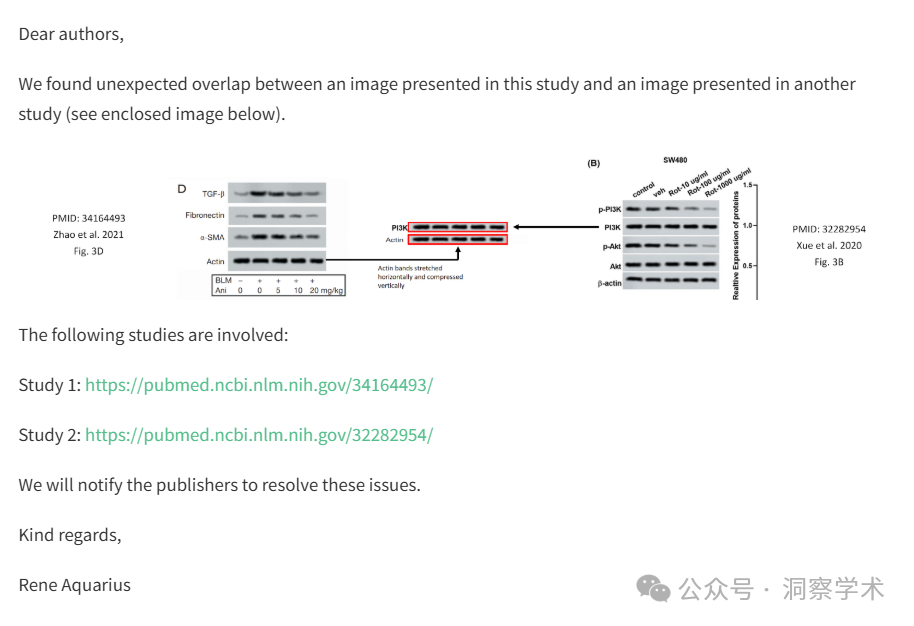 Dear authors,
We found unexpected overlap between an image presented in this study and an image presented in another
study (see enclosed image below).
PMID: 34164493
Zhao et al. 2021
Fig. 3D
D
TGF-β
Fibronectin
α-SMA
Actin
BLM - + + + +
Ani 0 0 5 10 20 mg/kg
PI3K
Actin
Actin bands stretched
horizontally and compressed
vertically
(B)
SW480
control
veh
Rot-10 ug/ml
Rot-100 ug/ml
Rot-1000 ug/ml
p-PI3K
PI3K
p-Akt
Akt
β-actin
Realtive Expression of proteins
1.5
1.0
0.5
PMID: 32282954
Xue et al. 2020
Fig. 3B
The following studies are involved:
Study 1: https://pubmed.ncbi.nlm.nih.gov/34164493/
Study 2: https://pubmed.ncbi.nlm.nih.gov/32282954/
We will notify the publishers to resolve these issues.
Kind regards,
Rene Aquarius
公众号 · 洞察学术